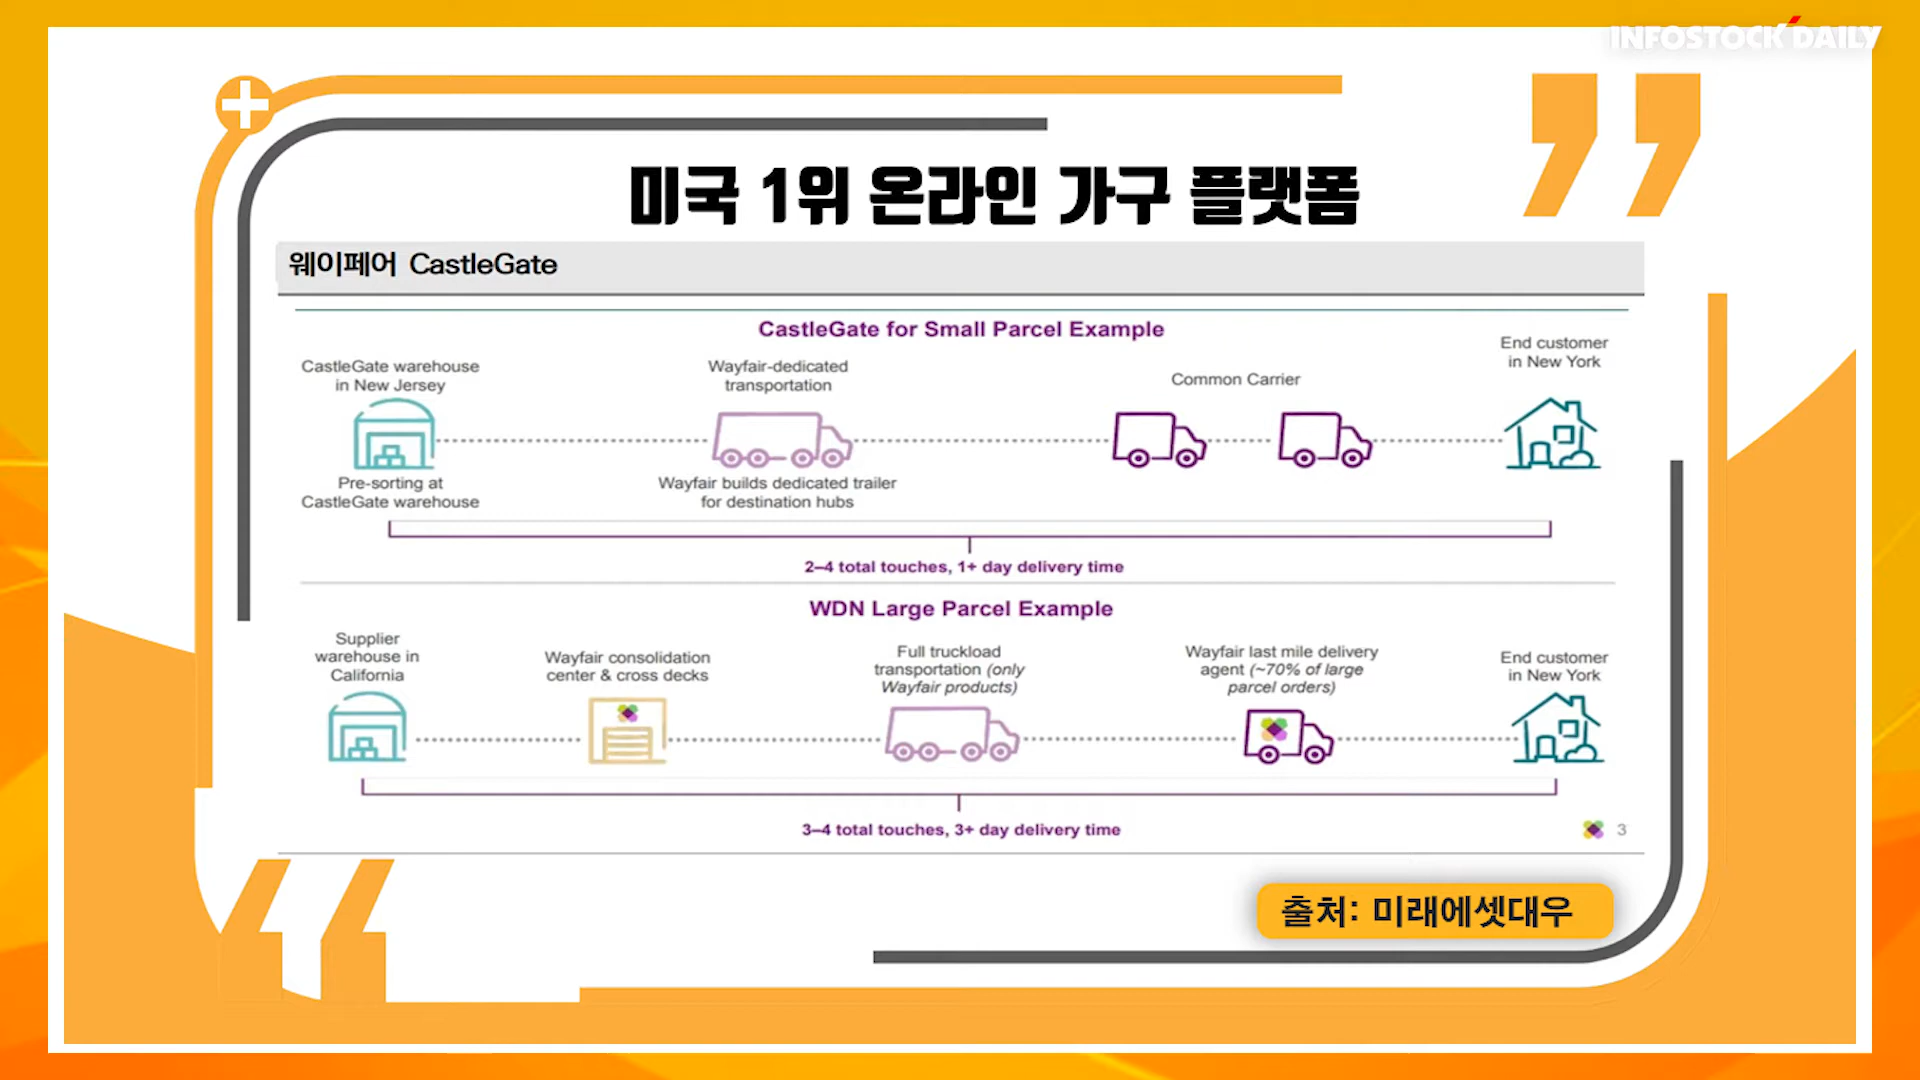 INFOSTOCK DAILY
미국 1위 온라인 가구 플랫폼
웨이페어 CastleGate
CastleGate for Small Parcel Example
CastleGate warehouse
in New Jersey
Wayfair-dedicated
transportation
Common Carrier
End customer
in New York
Pre-sorting at
CastleGate warehouse
Wayfair builds dedicated trailer
for destination hubs
2–4 total touches, 1+ day delivery time
WDN Large Parcel Example
Supplier
warehouse in
California
Wayfair consolidation
center & cross decks
Full truckload
transportation (only
Wayfair products)
Wayfair last mile delivery
agent (~70% of large
parcel orders)
End customer
in New York
3–4 total touches, 3+ day delivery time
3
출처: 미래에셋대우